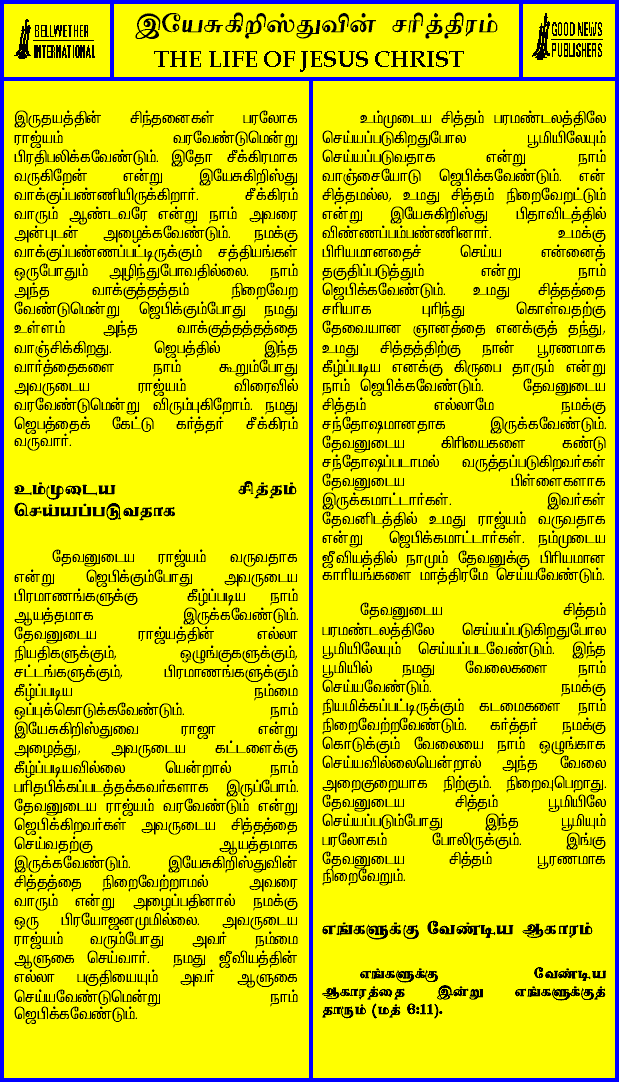 BELLWETHER
INTERNATIONAL
இயேசுகிறிஸ்துவின் சரித்திரம்
THE LIFE OF JESUS CHRIST
GOOD NEWS
PUBLISHERS
இருதயத்தின் சிந்தனைகள் பரலோக
ராஜ்யம் வரவேண்டுமென்று
பிரதிபலிக்கவேண்டும். இதோ சீக்கிரமாக
வருகிறேன் என்று இயேசுகிறிஸ்து
வாக்குப்பண்ணியிருக்கிறார். சீக்கிரம்
வாரும் ஆண்டவரே என்று நாம் அவரை
அன்புடன் அழைக்கவேண்டும். நமக்கு
வாக்குப்பண்ணப்பட்டிருக்கும் சத்தியங்கள்
ஒருபோதும் அழிந்துபோவதில்லை. நாம்
அந்த வாக்குத்தத்தம் நிறைவேற
வேண்டுமென்று ஜெபிக்கும்போது நமது
உள்ளம் அந்த வாக்குத்தத்தத்தை
வாஞ்சிக்கிறது. ஜெபத்தில் இந்த
வார்த்தைகளை நாம் கூறும்போது
அவருடைய ராஜ்யம் விரைவில்
வரவேண்டுமென்று விரும்புகிறோம். நமது
ஜெபத்தைக் கேட்டு கர்த்தர் சீக்கிரம்
வருவார்.
உம்முடைய சித்தம்
செய்யப்படுவதாக
தேவனுடைய ராஜ்யம் வருவதாக
என்று ஜெபிக்கும்போது அவருடைய
பிரமாணங்களுக்கு கீழ்ப்படிய நாம்
ஆயத்தமாக இருக்கவேண்டும்.
தேவனுடைய ராஜ்யத்தின் எல்லா
நியதிகளுக்கும், ஒழுங்குகளுக்கும்,
சட்டங்களுக்கும், பிரமாணங்களுக்கும்
கீழ்ப்படிய நம்மை
ஒப்புக்கொடுக்கவேண்டும். நாம்
இயேசுகிறிஸ்துவை ராஜா என்று
அழைத்து, அவருடைய கட்டளைக்கு
கீழ்ப்படியவில்லை யென்றால் நாம்
பரிதபிக்கப்படத்தக்கவர்களாக இருப்போம்.
தேவனுடைய ராஜ்யம் வரவேண்டும் என்று
ஜெபிக்கிறவர்கள் அவருடைய சித்தத்தை
செய்வதற்கு ஆயத்தமாக
இருக்கவேண்டும். இயேசுகிறிஸ்துவின்
சித்தத்தை நிறைவேற்றாமல் அவரை
வாரும் என்று அழைப்பதினால் நமக்கு
ஒரு பிரயோஜனமுமில்லை. அவருடைய
ராஜ்யம் வரும்போது அவர் நம்மை
ஆளுகை செய்வார். நமது ஜீவியத்தின்
எல்லா பகுதியையும் அவர் ஆளுகை
செய்யவேண்டுமென்று நாம்
ஜெபிக்கவேண்டும்.
உம்முடைய சித்தம் பரமண்டலத்திலே
செய்யப்படுகிறதுபோல பூமியிலேயும்
செய்யப்படுவதாக என்று நாம்
வாஞ்சையோடு ஜெபிக்கவேண்டும். என்
சித்தமல்ல, உமது சித்தம் நிறைவேறட்டும்
என்று இயேசுகிறிஸ்து பிதாவிடத்தில்
விண்ணப்பம்பண்ணினார். உமக்கு
பிரியமானதைச் செய்ய என்னைத்
தகுதிப்படுத்தும் என்று நாம்
ஜெபிக்கவேண்டும். உமது சித்தத்தை
சரியாக புரிந்து கொள்வதற்கு
தேவையான ஞானத்தை எனக்குத் தந்து,
உமது சித்தத்திற்கு நான் பூரணமாக
கீழ்ப்படிய எனக்கு கிருபை தாரும் என்று
நாம் ஜெபிக்கவேண்டும். தேவனுடைய
சித்தம் எல்லாமே நமக்கு
சந்தோஷமானதாக இருக்கவேண்டும்.
தேவனுடைய கிரியைகளை கண்டு
சந்தோஷப்படாமல் வருத்தப்படுகிறவர்கள்
தேவனுடைய பிள்ளைகளாக
இருக்கமாட்டார்கள். இவர்கள்
தேவனிடத்தில் உமது ராஜ்யம் வருவதாக
என்று ஜெபிக்கமாட்டார்கள். நம்முடைய
ஜீவியத்தில் நாமும் தேவனுக்கு பிரியமான
காரியங்களை மாத்திரமே செய்யவேண்டும்.
தேவனுடைய சித்தம்
பரமண்டலத்திலே செய்யப்படுகிறதுபோல
பூமியிலேயும் செய்யப்படவேண்டும். இந்த
பூமியில் நமது வேலைகளை நாம்
செய்யவேண்டும். நமக்கு
நியமிக்கப்பட்டிருக்கும் கடமைகளை நாம்
நிறைவேற்றவேண்டும். கர்த்தர் நமக்கு
கொடுக்கும் வேலையை நாம் ஒழுங்காக
செய்யவில்லையென்றால் அந்த வேலை
அறைகுறையாக நிற்கும். நிறைவுபெறாது.
தேவனுடைய சித்தம் பூமியிலே
செய்யப்படும்போது இந்த பூமியும்
பரலோகம் போலிருக்கும். இங்கு
தேவனுடைய சித்தம் பூரணமாக
நிறைவேறும்.
எங்களுக்கு வேண்டிய ஆகாரம்
எங்களுக்கு வேண்டிய
ஆகாரத்தை இன்று எங்களுக்குத்
தாரும் (மத் 6:11).